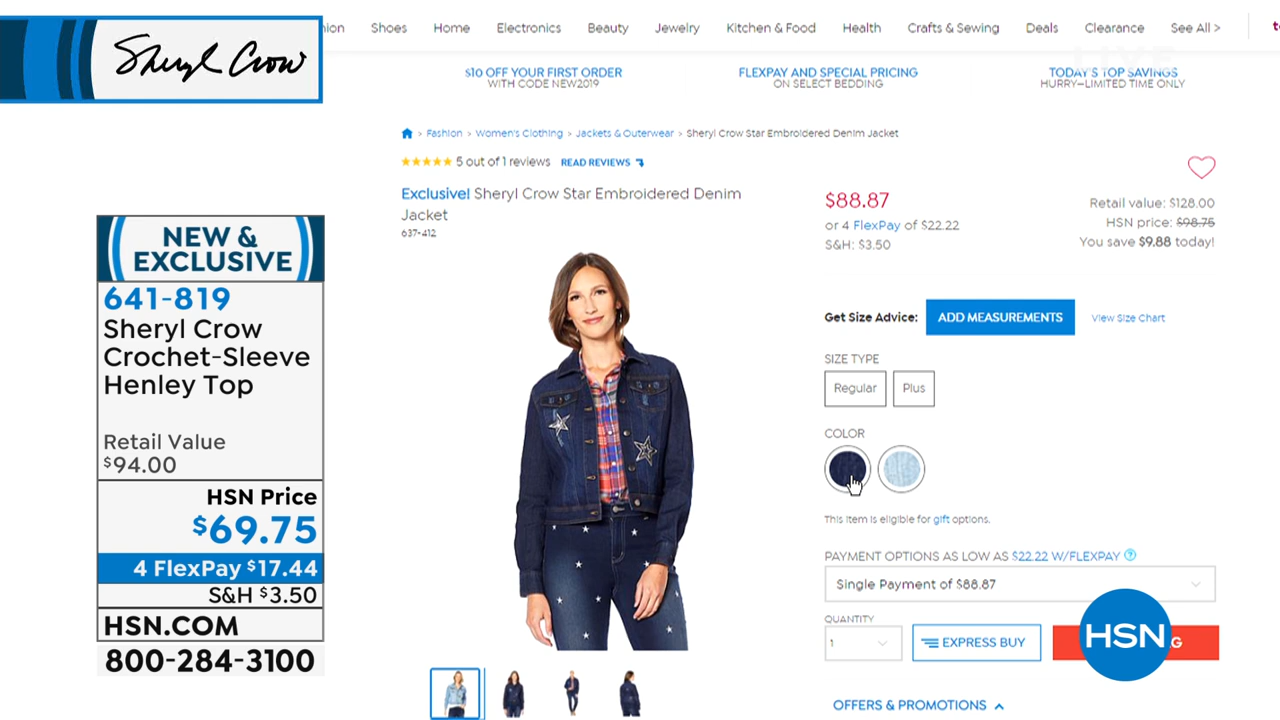 Sheryl Crow
Shoes Home Electronics Beauty Jewelry Kitchen & Food Health Crafts & Sewing Deals Clearance See All >
LIVE
$10 OFF YOUR FIRST ORDER
WITH CODE NEW2019
FLEXPAY AND SPECIAL PRICING
ON SELECT BEDDING
TODAY'S TOP SAVINGS
HURRY—LIMITED TIME ONLY
> Fashion > Women's Clothing > Jackets & Outerwear > Sheryl Crow Star Embroidered Denim Jacket
5 out of 1 reviews READ REVIEWS
Exclusive! Sheryl Crow Star Embroidered Denim
Jacket
637-412
$88.87
or 4 FlexPay of $22.22
S&H: $3.50
Retail value: $128.00
HSN price: $98.75
You save $9.88 today!
Get Size Advice: ADD MEASUREMENTS View Size Chart
SIZE TYPE
Regular Plus
COLOR
This item is eligible for gift options.
PAYMENT OPTIONS AS LOW AS $22.22 W/FLEXPAY ?
Single Payment of $88.87
QUANTITY
1
EXPRESS BUY
HSN
OFFERS & PROMOTIONS
NEW &
EXCLUSIVE
641-819
Sheryl Crow
Crochet-Sleeve
Henley Top
Retail Value
$94.00
HSN Price
$69.75
4 FlexPay $17.44
S&H $3.50
HSN.COM
800-284-3100